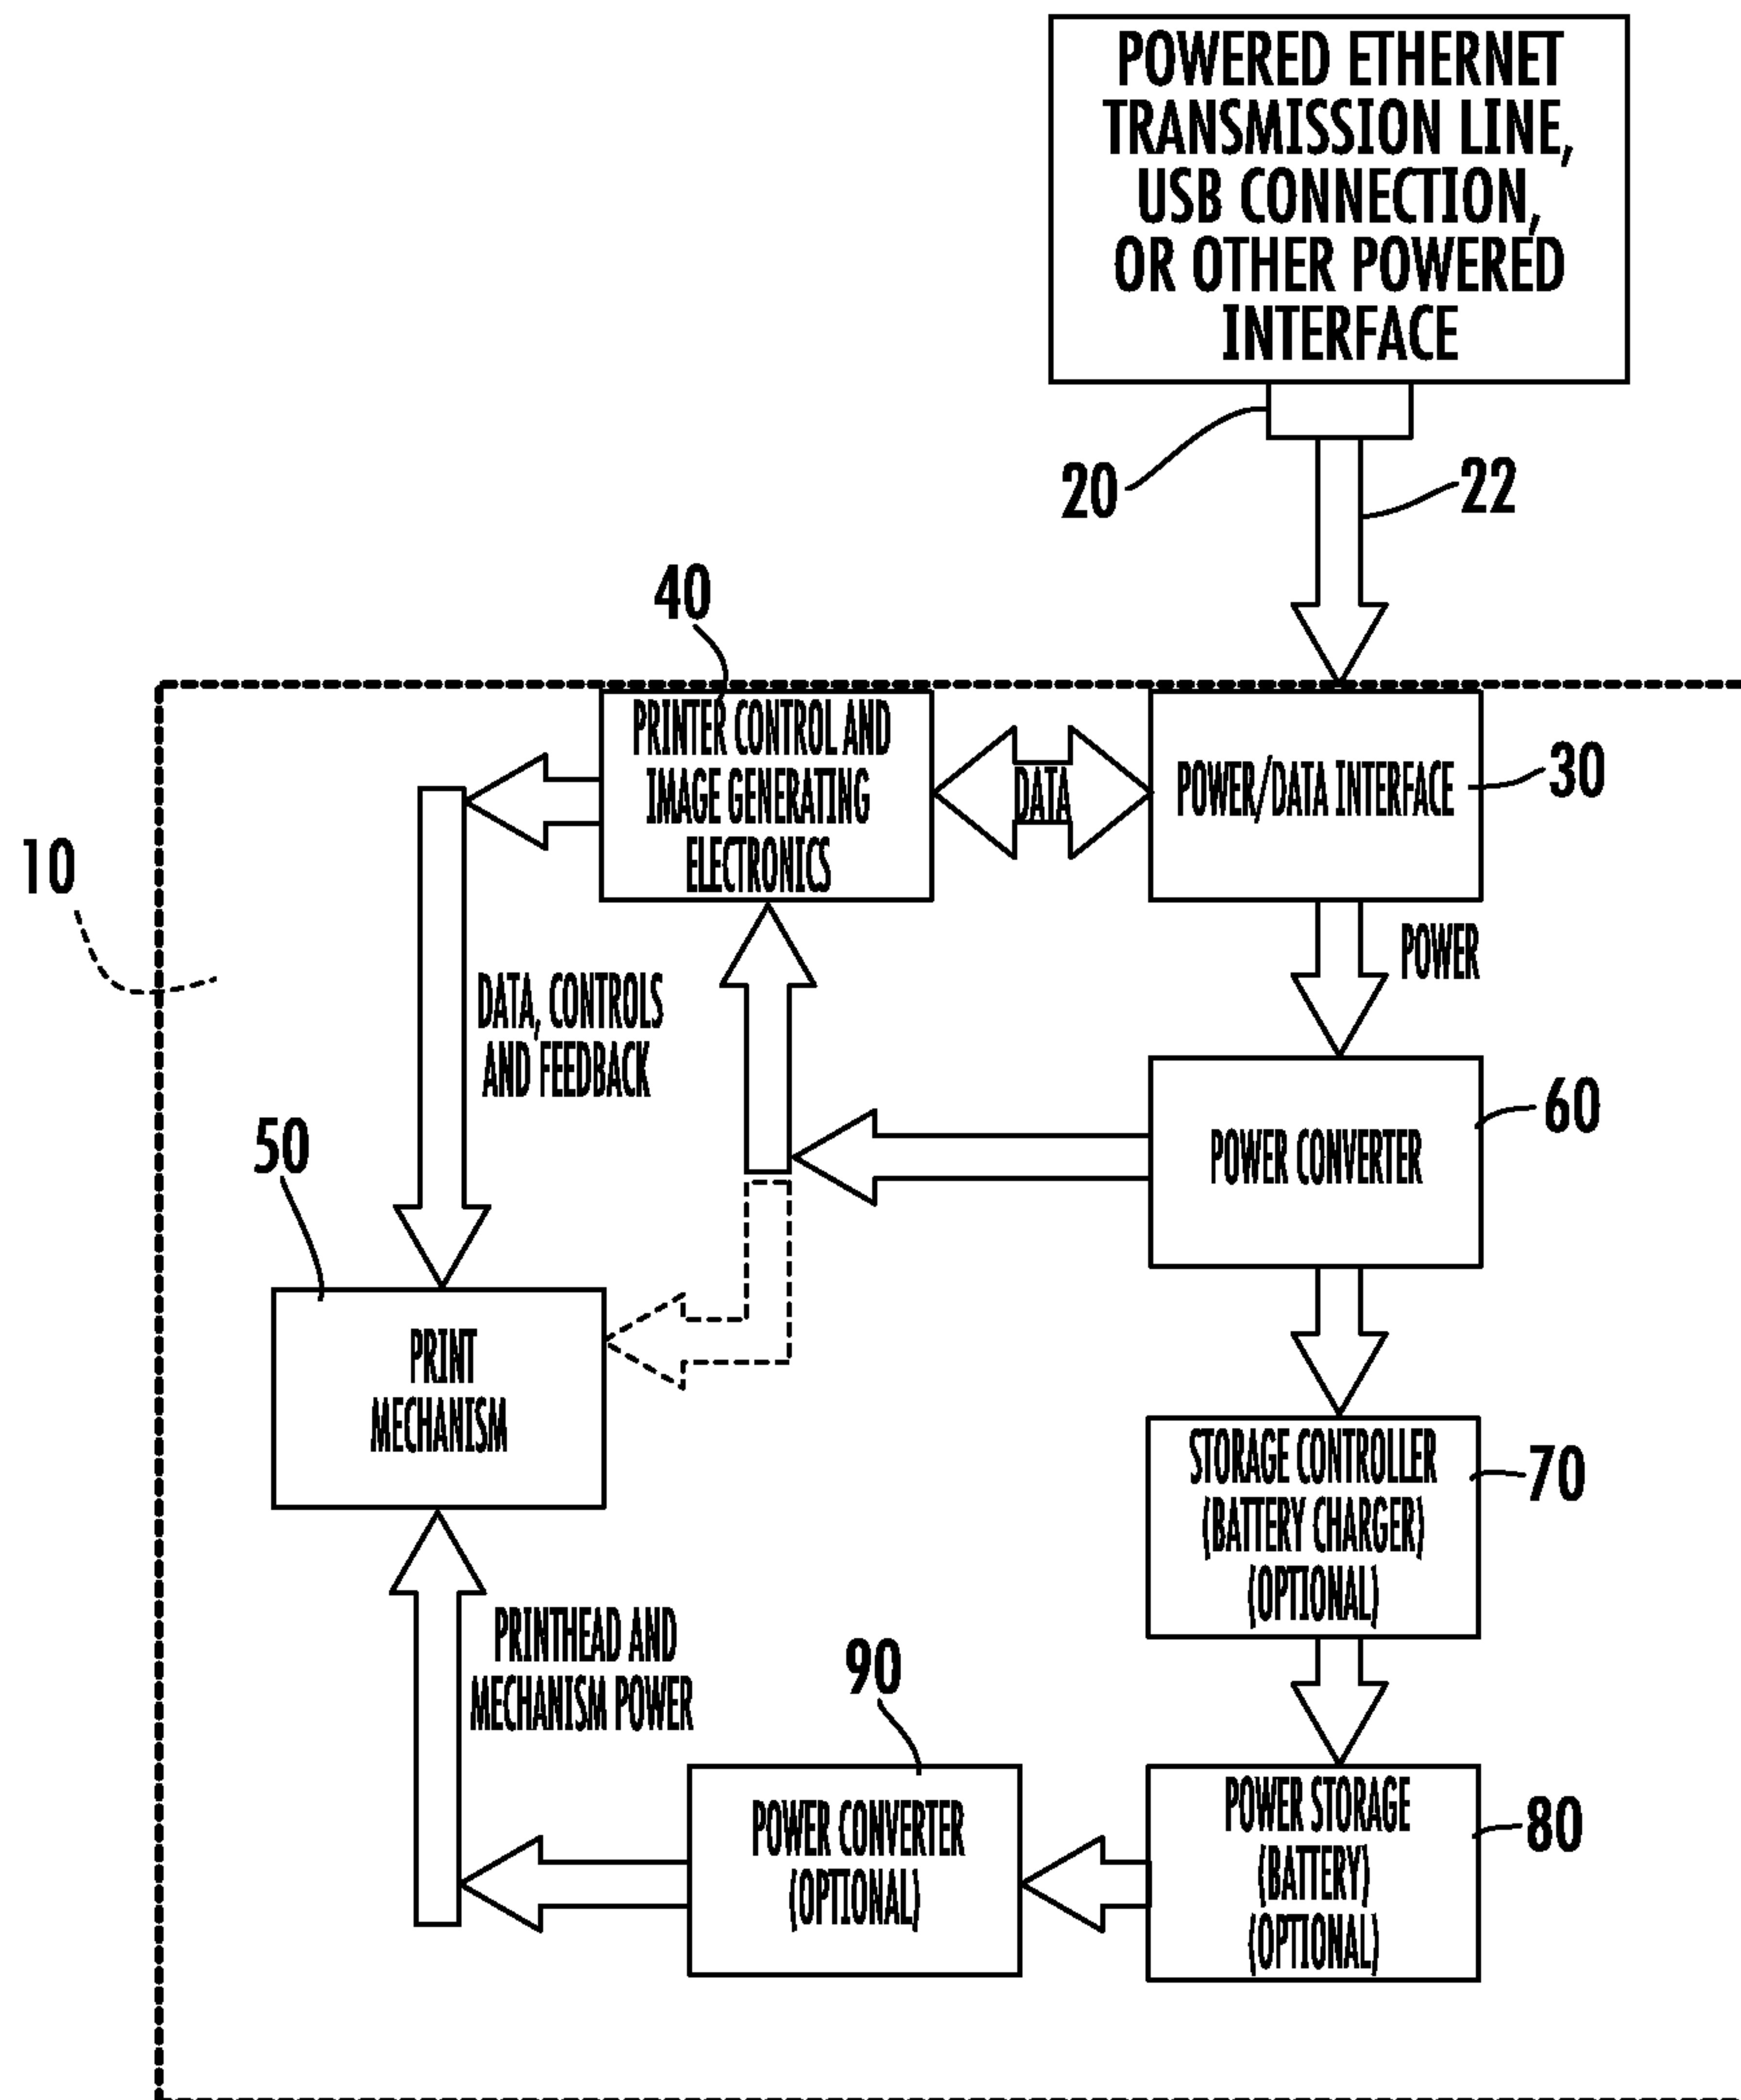 POWERED ETHERNET
TRANSMISSION LINE,
USB CONNECTION,
OR OTHER POWERED
INTERFACE
20
22
40
PRINTER CONTROL AND
IMAGE GENERATING
ELECTRONICS
DATA
POWER/DATA INTERFACE
30
10
POWER
DATA, CONTROLS
AND FEEDBACK
50
60
POWER CONVERTER
PRINT
MECHANISM
STORAGE CONTROLLER
(BATTERY CHARGER)
(OPTIONAL)
70
PRINTHEAD AND
MECHANISM POWER
90
POWER CONVERTER
(OPTIONAL)
POWER STORAGE
(BATTERY)
(OPTIONAL)
80